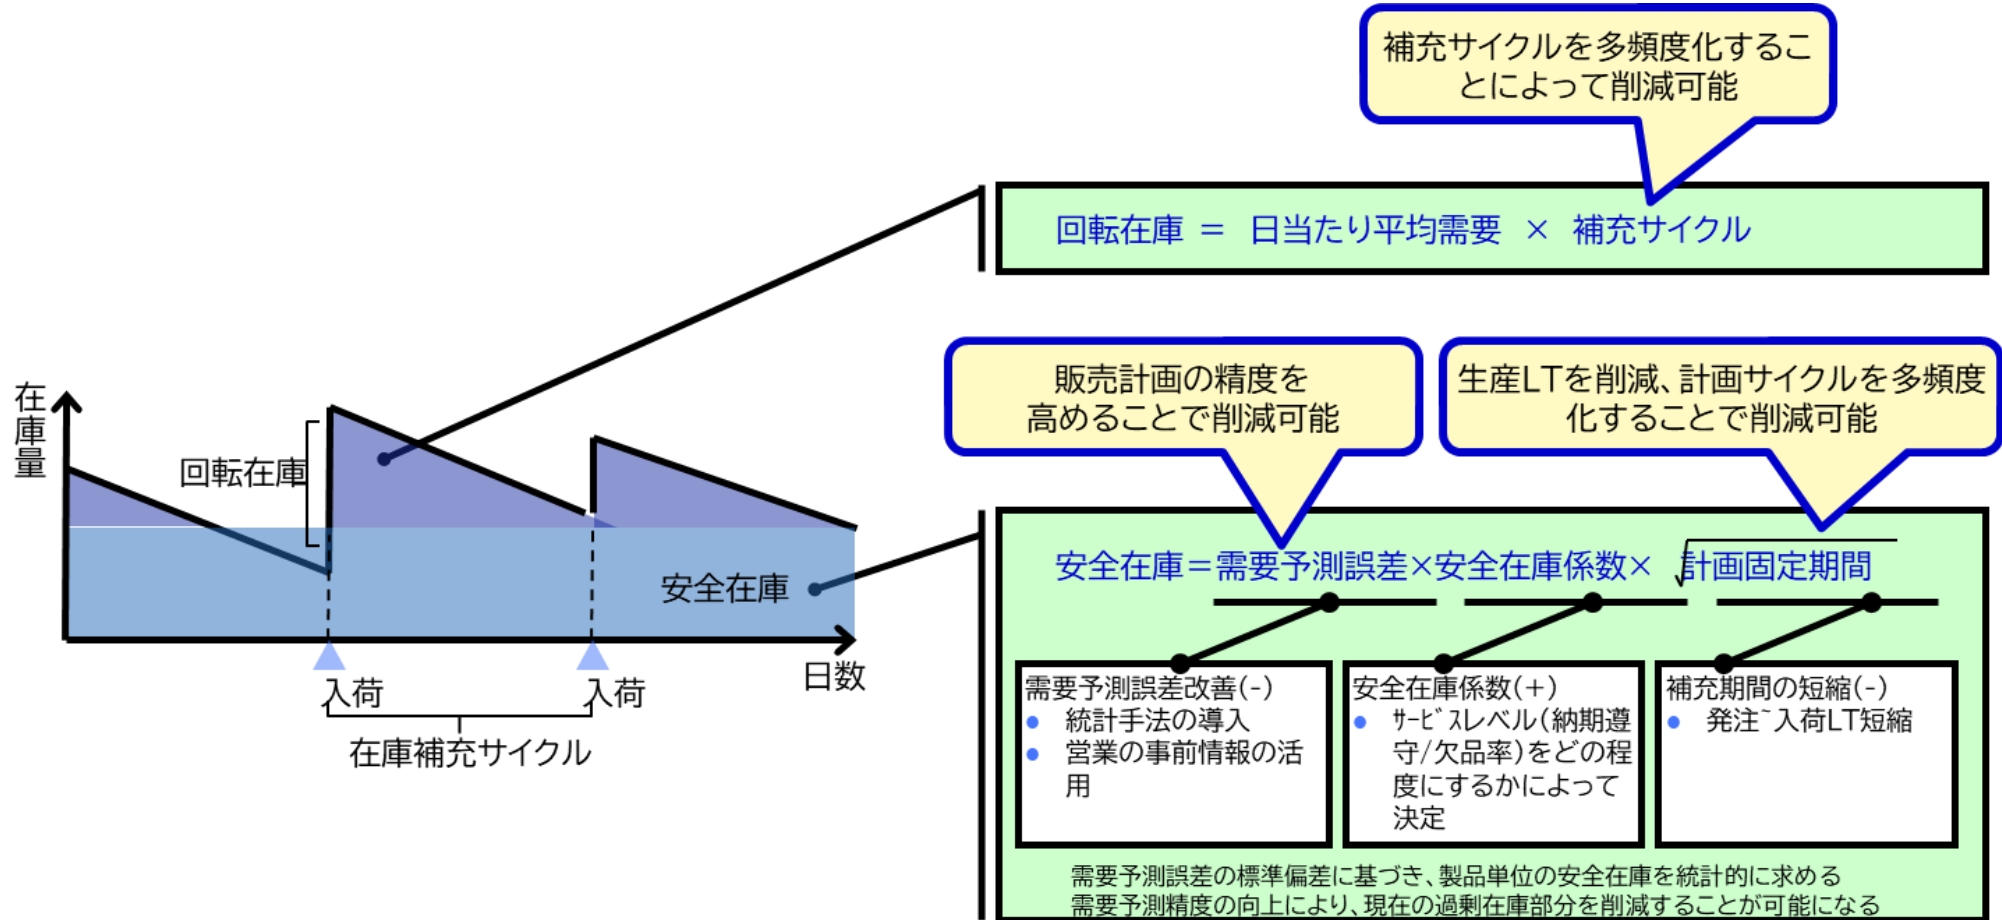 補充サイクルを多頻度化するこ
とによって削減可能
回転在庫 ＝ 日当たり平均需要 × 補充サイクル
販売計画の精度を
高めることで削減可能
生産LTを削減、計画サイクルを多頻度
化することで削減可能
在庫量
回転在庫
安全在庫
日数
入荷
入荷
在庫補充サイクル
安全在庫＝需要予測誤差×安全在庫係数×√計画固定期間
需要予測誤差改善(-)
● 統計手法の導入
● 営業の事前情報の活
用
安全在庫係数(+)
● ｻｰﾋﾞｽレベル(納期遵
守/欠品率)をどの程
度にするかによって
決定
補充期間の短縮(-)
● 発注~入荷LT短縮
需要予測誤差の標準偏差に基づき、製品単位の安全在庫を統計的に求める
需要予測精度の向上により、現在の過剰在庫部分を削減することが可能になる